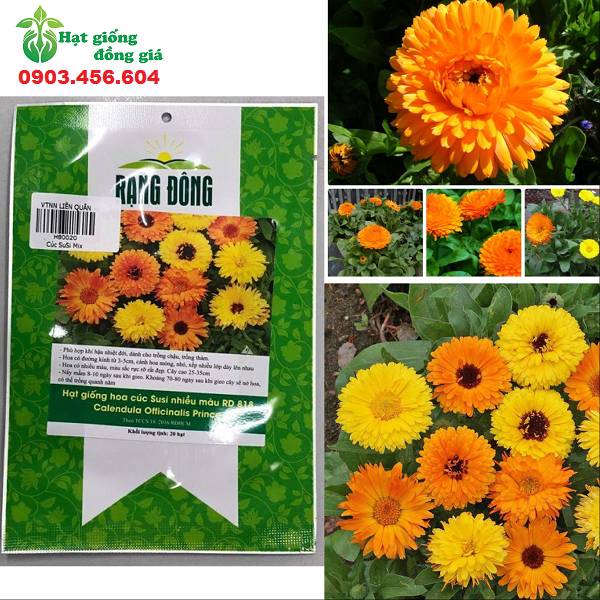 Hạt giống
đồng giá
0903.456.604
RẠNG ĐÔNG
VTNN LIÊN QUÂN
HB0020
Cúc SuSi Mix
- Phù hợp khí hậu nhiệt đới, dành cho trồng chậu, trồng thảm.
- Hoa có đường kính từ 3-5cm, cánh hoa mỏng, nhỏ, xếp nhiều lớp dày lên nhau
- Hoa có nhiều màu, màu sắc rực rỡ rất đẹp. Cây cao 25-35cm
- Nảy mầm 8-10 ngày sau khi gieo. Khoảng 70-80 ngày sau khi gieo cây sẽ nở hoa,
có thể trồng quanh năm
Hạt giống hoa cúc Susi nhiều màu RD 818
Calendula Officinalis
Theo TCCS 18 :2016/RDHCM
Khối lượng tịnh: 20 hạt